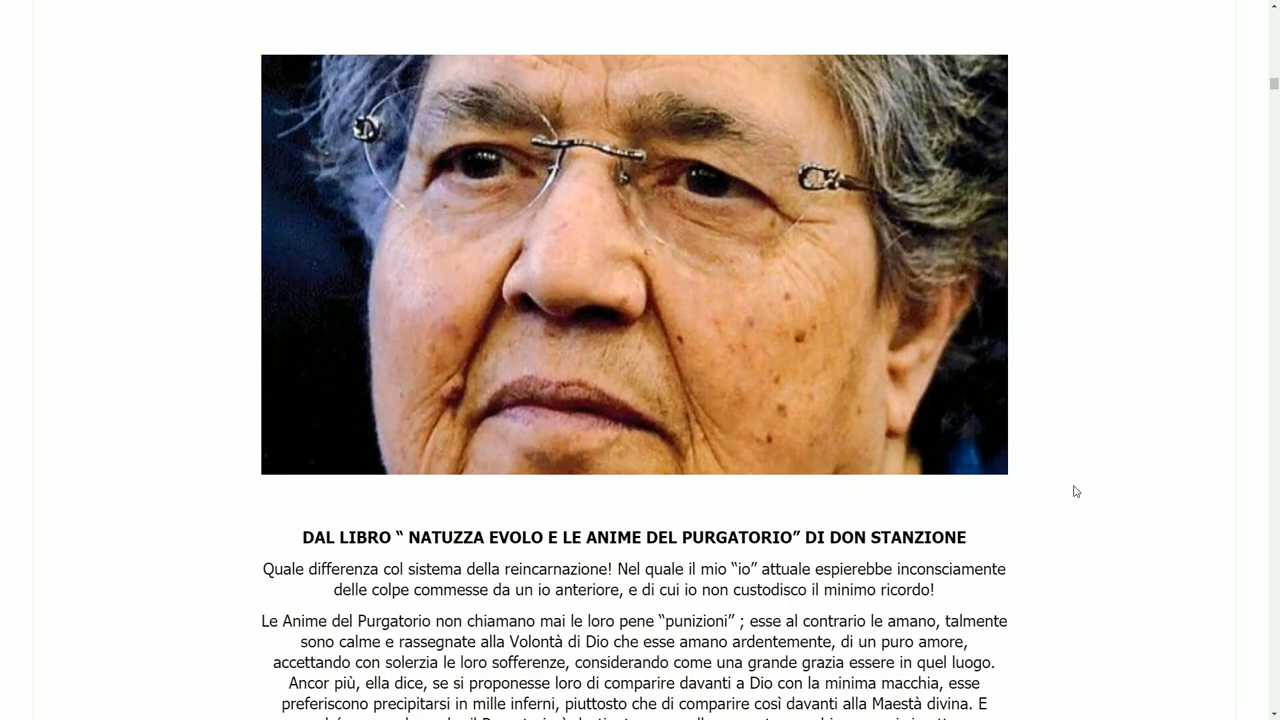 DAL LIBRO “ NATUZZA EVOLO E LE ANIME DEL PURGATORIO” DI DON STANZIONE
Quale differenza col sistema della reincarnazione! Nel quale il mio “io” attuale espierebbe inconsciamente
delle colpe commesse da un io anteriore, e di cui io non custodisco il minimo ricordo!
Le Anime del Purgatorio non chiamano mai le loro pene “punizioni” ; esse al contrario le amano, talmente
sono calme e rassegnate alla Volontà di Dio che esse amano ardentemente, di un puro amore,
accettando con solerzia le loro sofferenze, considerando come una grande grazia essere in quel luogo.
Ancor più, ella dice, se si proponesse loro di comparire davanti a Dio con la minima macchia, esse
preferiscono precipitarsi in mille inferni, piuttosto che di comparire così davanti alla Maestà divina. E